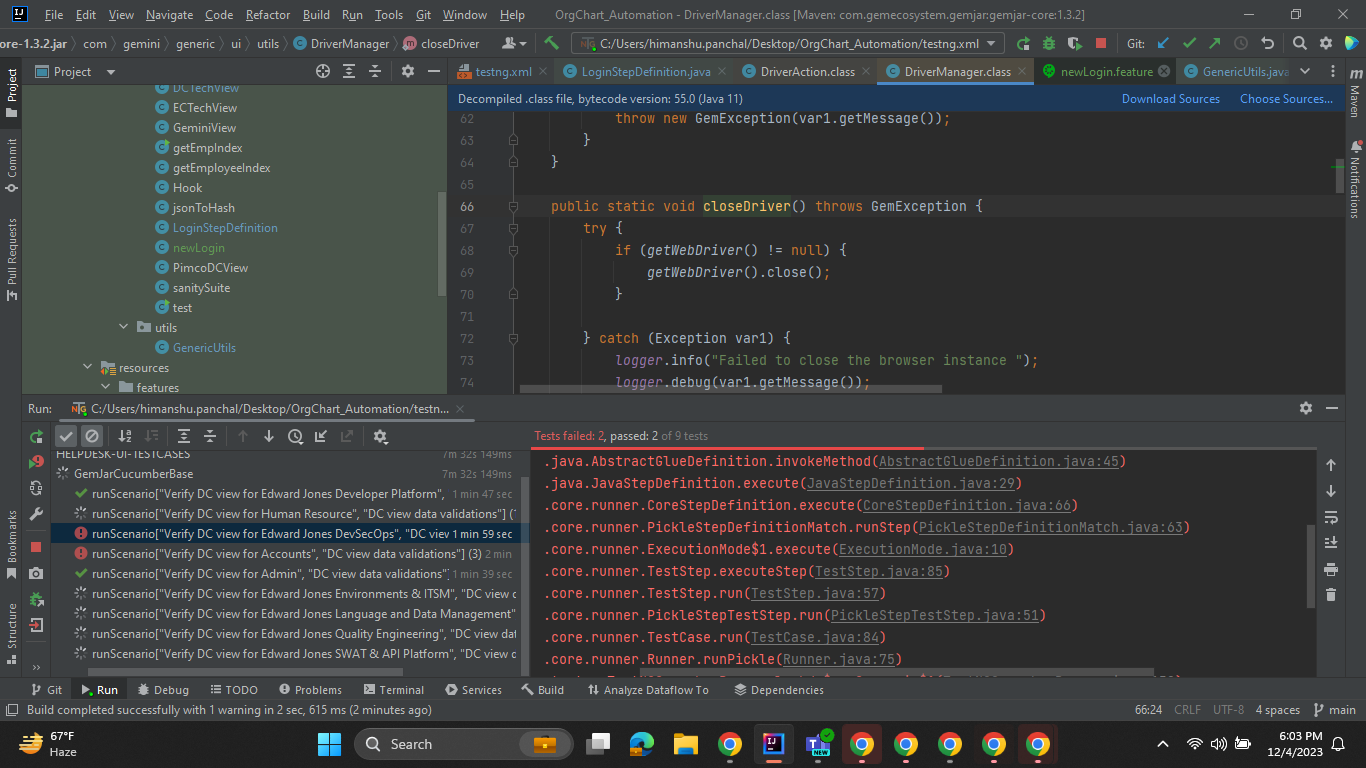 File Edit View Navigate Code Refactor Build Run Tools Git Window Help OrgChart_Automation - DriverManager.class [Maven: com.gemecosystem.gemjar:gemjar-core:1.3.2]
ore-1.3.2.jar com gemini generic ui utils DriverManager closeDriver C:/Users/himanshu.panchal/Desktop/OrgChart_Automation/testng.xml Git:
Project testng.xml LoginStepDefinition.java DriverAction.class DriverManager.class newLogin.feature GenericUtils.java
Decompiled .class file, bytecode version: 55.0 (Java 11) Download Sources Choose Sources...
Project
Commit
Pull Requests
Bookmarks
Structure
DCTechView
ECTechView
GeminiView
getEmpIndex
getEmployeeIndex
Hook
jsonToHash
LoginStepDefinition
newLogin
PimcoDCView
sanitySuite
test
utils
GenericUtils
resources
features
62 throw new GemException(var1.getMessage());
63 }
64 }
65
66 public static void closeDriver() throws GemException {
67 try {
68 if (getWebDriver() != null) {
69 getWebDriver().close();
70 }
71
72 } catch (Exception var1) {
73 logger.info("Failed to close the browser instance ");
74 logger.debug(var1.getMessage());
Maven
Notifications
Run: C:/Users/himanshu.panchal/Desktop/OrgChart_Automation/testn...
Tests failed: 2, passed: 2 of 9 tests
HELPDESK-UI-TESTCASES 7m 32s 149ms
GemJarCucumberBase 7m 32s 149ms
runScenario["Verify DC view for Edward Jones Developer Platform", 1 min 47 sec
runScenario["Verify DC view for Human Resource", "DC view data validations"] (1
runScenario["Verify DC view for Edward Jones DevSecOps", "DC view 1 min 59 sec
runScenario["Verify DC view for Accounts", "DC view data validations"] (3) 2 min
runScenario["Verify DC view for Admin", "DC view data validations"] 1 min 39 sec
runScenario["Verify DC view for Edward Jones Environments & ITSM", "DC view d
runScenario["Verify DC view for Edward Jones Language and Data Management"
runScenario["Verify DC view for Edward Jones Quality Engineering", "DC view dat
runScenario["Verify DC view for Edward Jones SWAT & API Platform", "DC view d
.java.AbstractGlueDefinition.invokeMethod(AbstractGlueDefinition.java:45)
.java.JavaStepDefinition.execute(JavaStepDefinition.java:29)
.core.runner.CoreStepDefinition.execute(CoreStepDefinition.java:66)
.core.runner.PickleStepDefinitionMatch.runStep(PickleStepDefinitionMatch.java:63)
.core.runner.ExecutionMode$1.execute(ExecutionMode.java:10)
.core.runner.TestStep.executeStep(TestStep.java:85)
.core.runner.TestStep.run(TestStep.java:57)
.core.runner.PickleStepTestStep.run(PickleStepTestStep.java:51)
.core.runner.TestCase.run(TestCase.java:84)
.core.runner.Runner.runPickle(Runner.java:75)
Git Run Debug TODO Problems Terminal Services Build Analyze Dataflow To Dependencies
Build completed successfully with 1 warning in 2 sec, 615 ms (2 minutes ago) 66:24 CRLF UTF-8 4 spaces main
67°F
Haze
Search
NEW
6:03 PM
12/4/2023